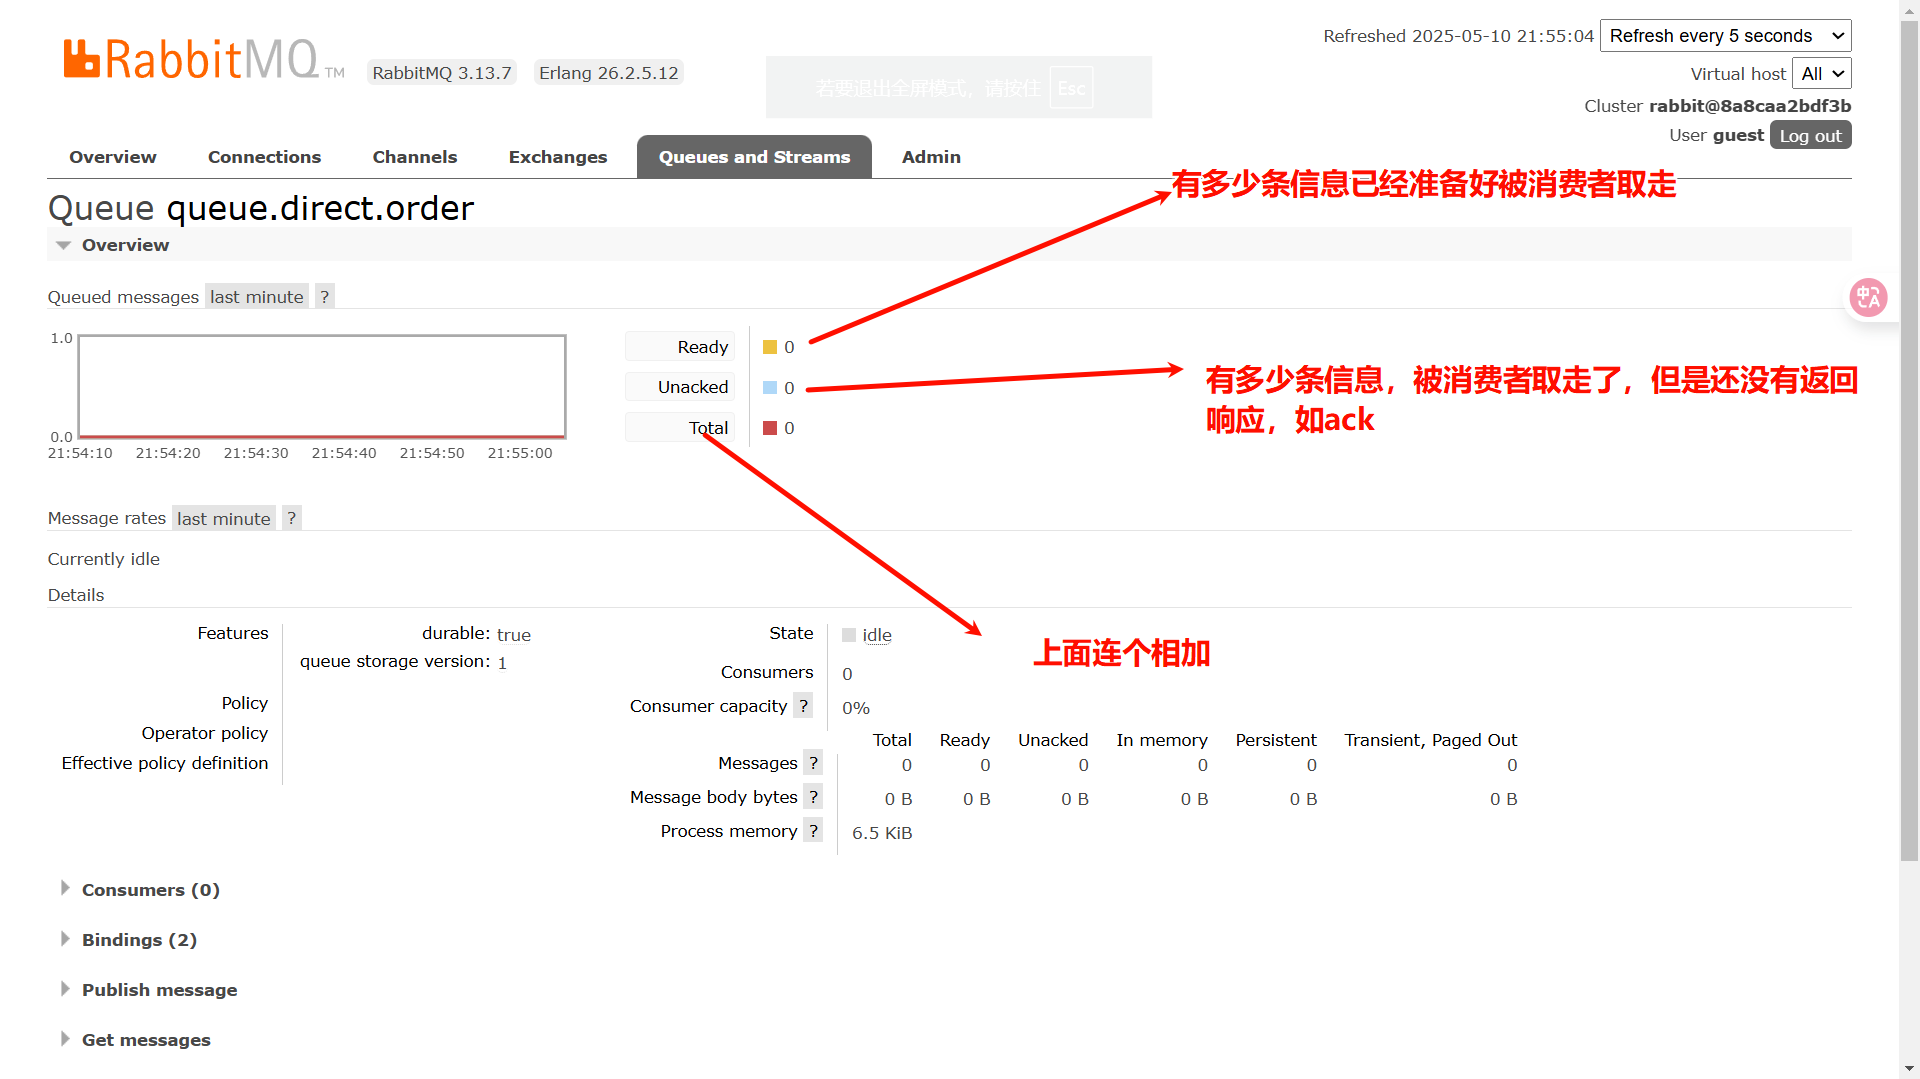 Refreshed 2025-05-10 21:55:04 Refresh every 5 seconds
RabbitMQ TM RabbitMQ 3.13.7 Erlang 26.2.5.12
若要退出全屏模式，请按住 Esc
Virtual host All
Cluster rabbit@8a8caa2bdf3b
User guest Log out
Overview Connections Channels Exchanges Queues and Streams Admin
有多少条信息已经准备好被消费者取走
Queue queue.direct.order
Overview
Queued messages last minute ?
中A
1.0
0.0
21:54:10 21:54:20 21:54:30 21:54:40 21:54:50 21:55:00
Ready 0
Unacked 0
Total 0
有多少条信息，被消费者取走了，但是还没有返回
响应，如ack
Message rates last minute ?
Currently idle
Details
Features durable: true
queue storage version: 1
Policy
Operator policy
Effective policy definition
State idle
Consumers 0
Consumer capacity ? 0%
上面连个相加
Total Ready Unacked In memory Persistent Transient, Paged Out
Messages ? 0 0 0 0 0 0
Message body bytes ? 0 B 0 B 0 B 0 B 0 B 0 B
Process memory ? 6.5 KiB
Consumers (0)
Bindings (2)
Publish message
Get messages